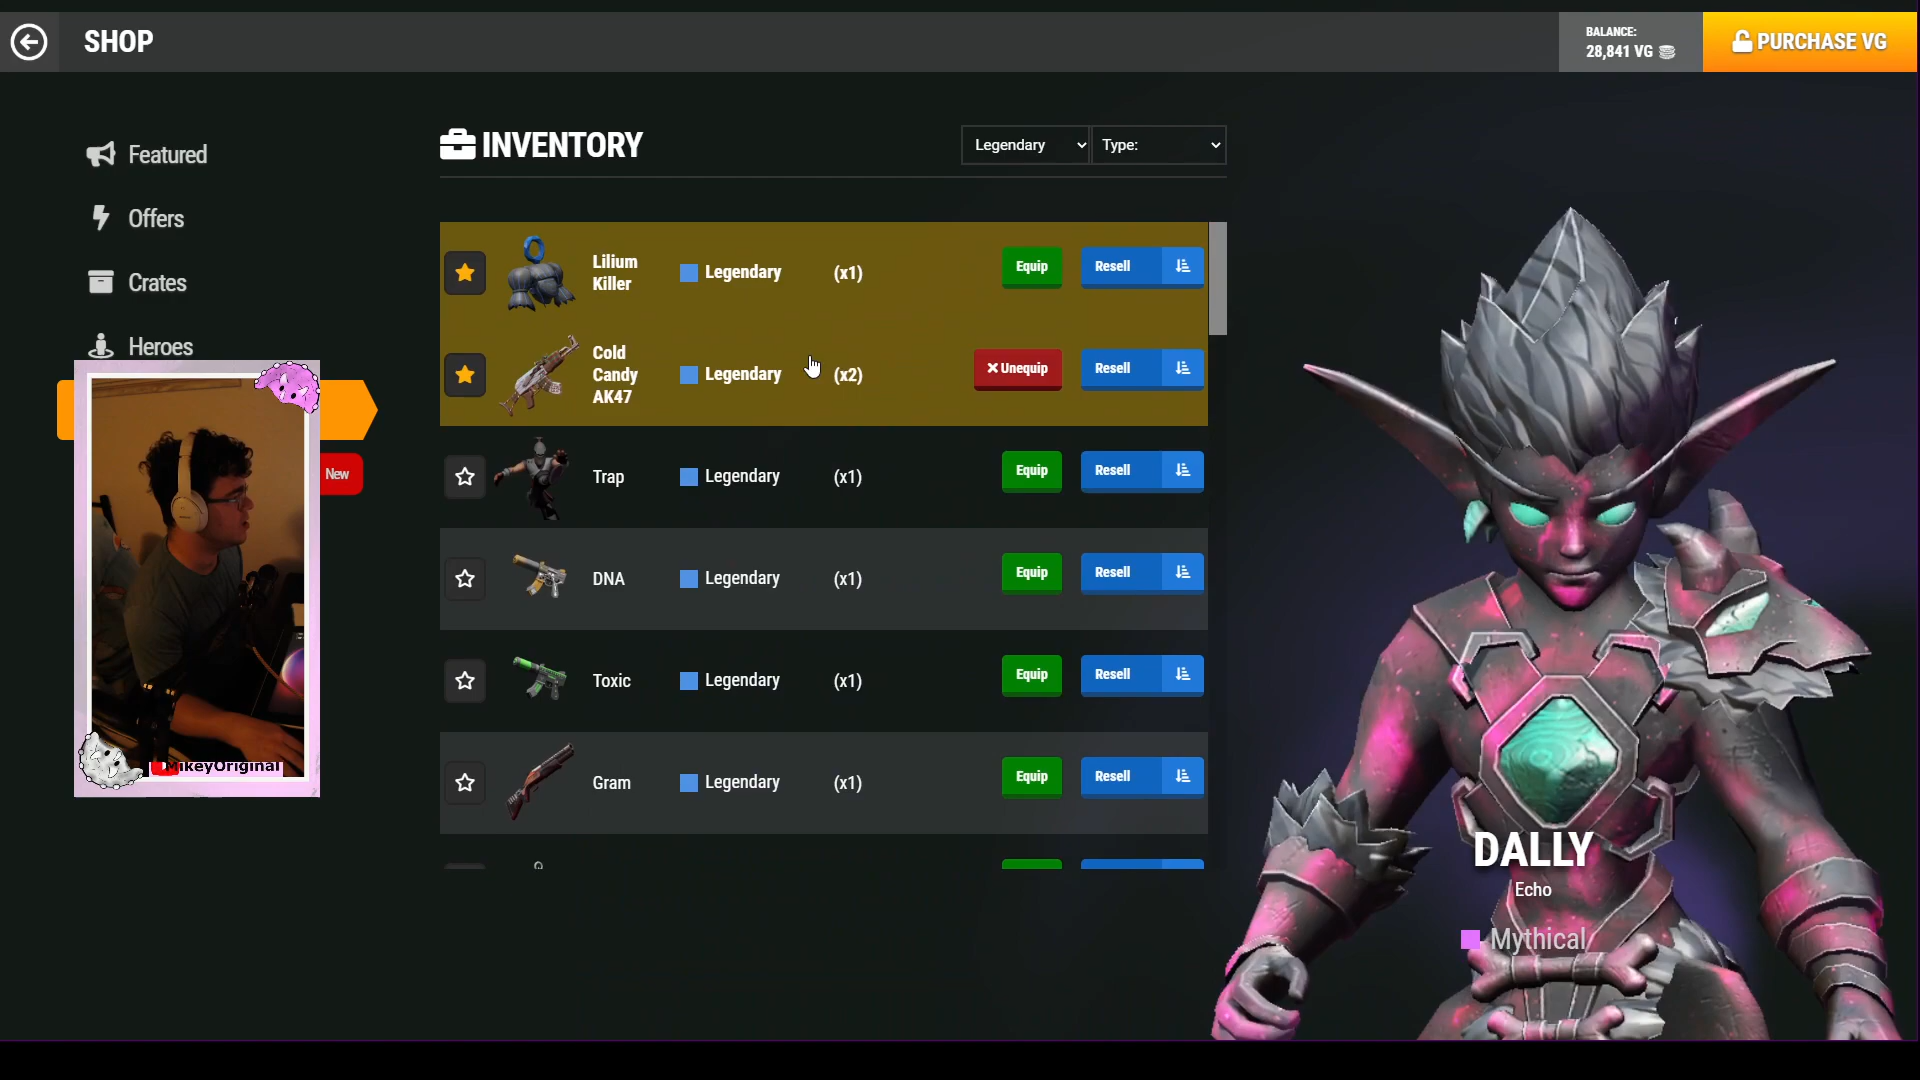 SHOP
BALANCE:
28,841 VG
PURCHASE VG
Featured
Offers
Crates
Heroes
New
MikeyOriginal
INVENTORY
Legendary
Type:
Lilium
Killer
Legendary
(x1)
Equip
Resell
Cold
Candy
AK47
Legendary
(x2)
Unequip
Resell
Trap
Legendary
(x1)
Equip
Resell
DNA
Legendary
(x1)
Equip
Resell
Toxic
Legendary
(x1)
Equip
Resell
Gram
Legendary
(x1)
Equip
Resell
DALLY
Echo
Mythical